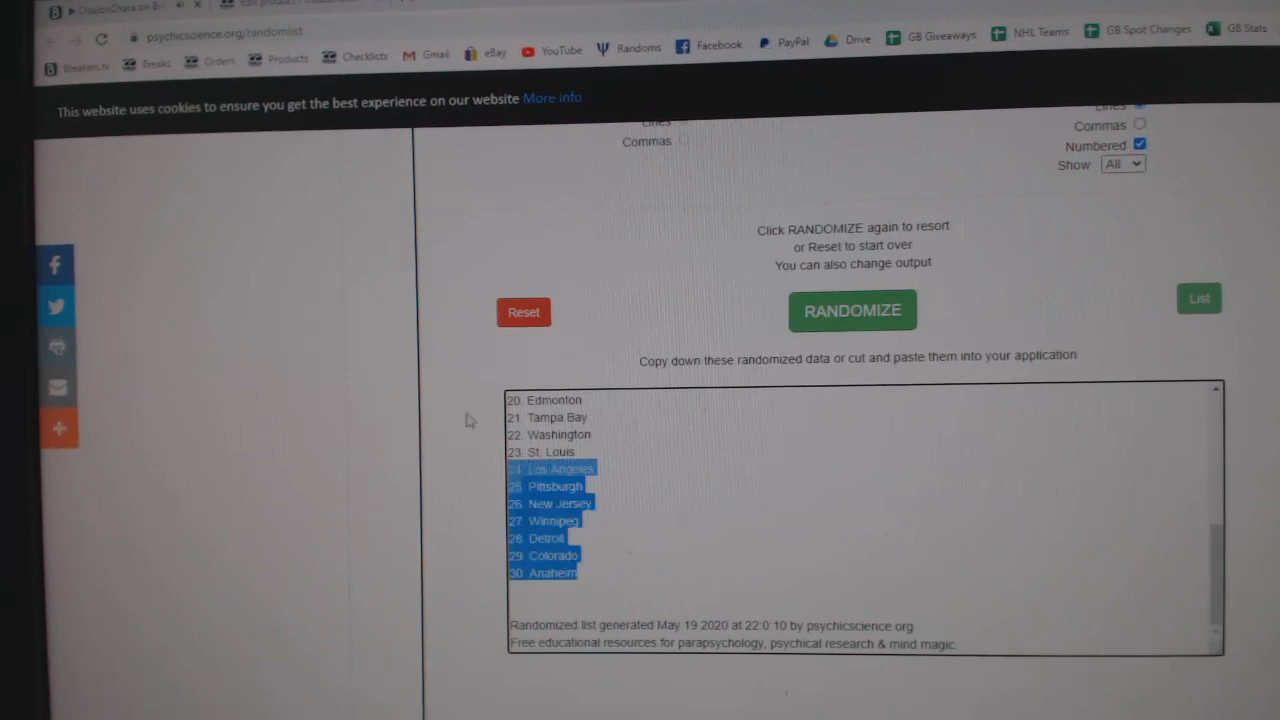 psychicscience.org/randomlist
Breakers.tv Breaks Orders Products Checklists Gmail eBay YouTube Randoms Facebook PayPal Drive GB Giveaways NHL Teams GB Spot Changes GB Stats
This website uses cookies to ensure you get the best experience on our website More info
Lines Lines
Commas Commas
Numbered
Show All
Click RANDOMIZE again to resort
or Reset to start over
You can also change output
Reset RANDOMIZE List
Copy down these randomized data or cut and paste them into your application
20. Edmonton
21. Tampa Bay
22. Washington
23. St. Louis
24. Los Angeles
25. Pittsburgh
26. New Jersey
27. Winnipeg
28. Detroit
29. Colorado
30. Anaheim
Randomized list generated May 19 2020 at 22:0:10 by psychicscience.org
Free educational resources for parapsychology, psychical research & mind magic.